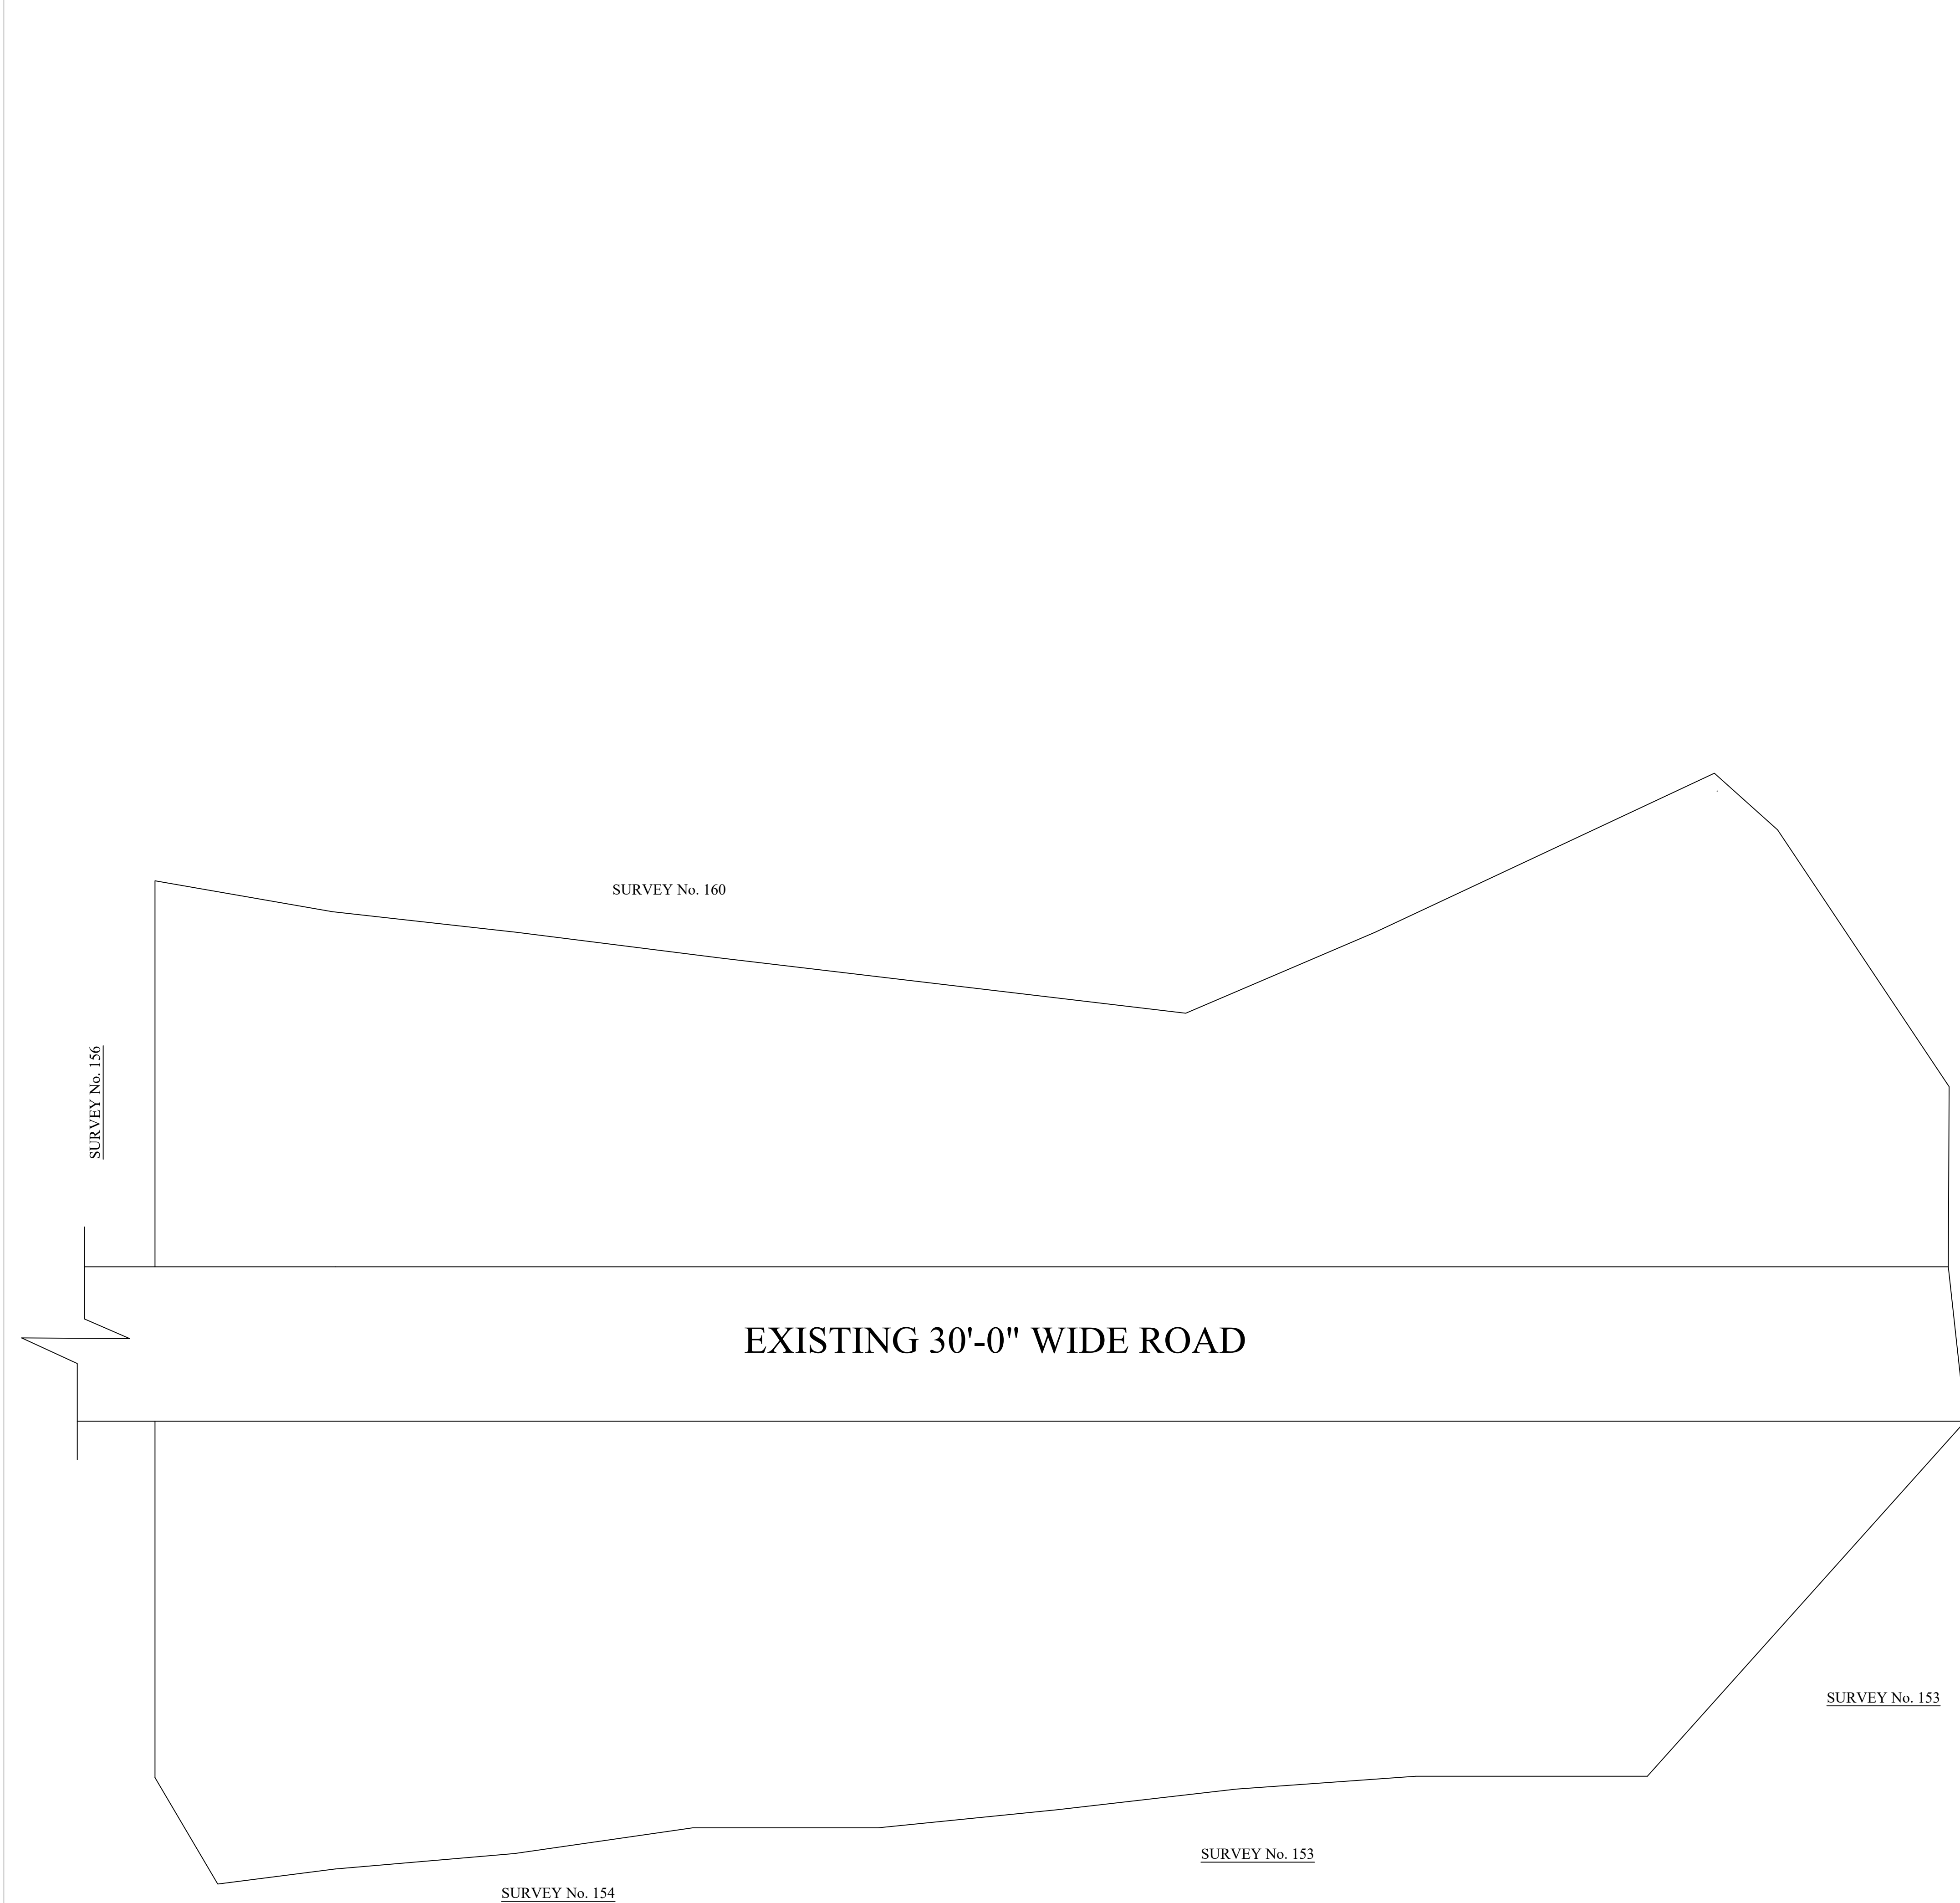 SURVEY No. 160
SURVEY No. 156
EXISTING 30'-0" WIDE ROAD
SURVEY No. 153
SURVEY No. 153
SURVEY No. 154